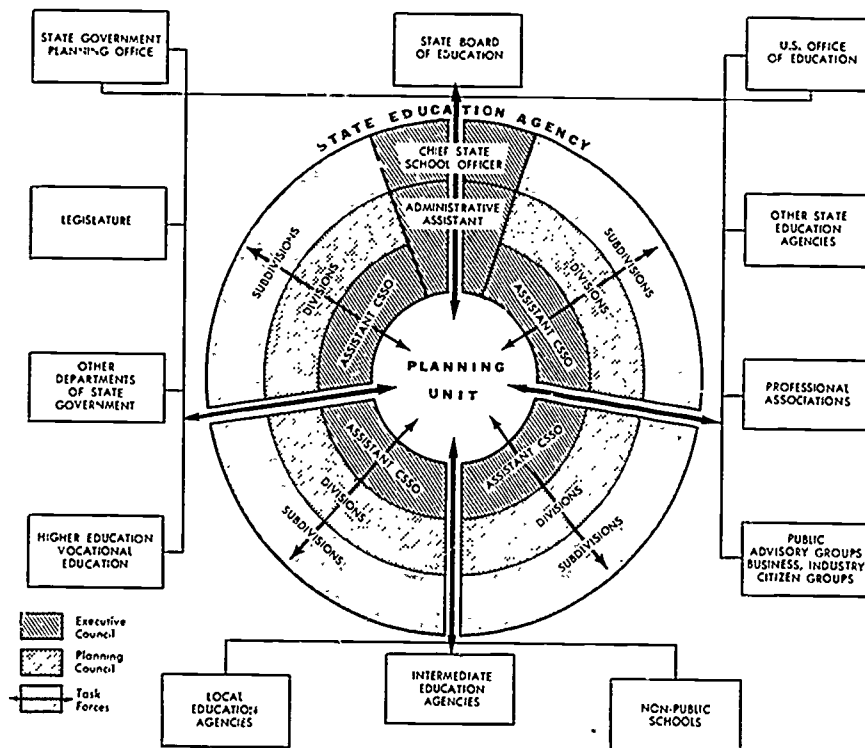 STATE GOVERNMENT
PLANNING OFFICE
STATE BOARD
OF EDUCATION
U.S. OFFICE
OF EDUCATION
STATE EDUCATION AGENCY
CHIEF STATE
SCHOOL OFFICER
ADMINISTRATIVE
ASSISTANT
LEGISLATURE
OTHER STATE
EDUCATION
AGENCIES
SUBDIVISIONS
DIVISIONS
ASSISTANT CSSO
ASSISTANT CSSO
DIVISIONS
SUBDIVISIONS
PLANNING
UNIT
OTHER
DEPARTMENTS
OF STATE
GOVERNMENT
PROFESSIONAL
ASSOCIATIONS
ASSISTANT CSSO
DIVISIONS
SUBDIVISIONS
ASSISTANT CSSO
DIVISIONS
SUBDIVISIONS
HIGHER EDUCATION
VOCATIONAL
EDUCATION
PUBLIC
ADVISORY GROUPS
BUSINESS, INDUSTRY
CITIZEN GROUPS
Executive
Council
Planning
Council
Task
Forces
LOCAL
EDUCATION
AGENCIES
INTERMEDIATE
EDUCATION
AGENCIES
NON-PUBLIC
SCHOOLS